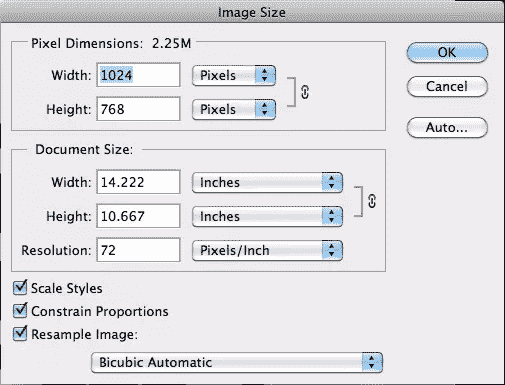 Image Size
Pixel Dimensions: 2.25M
Width: 1024 Pixels
Height: 768 Pixels
OK
Cancel
Auto...
Document Size:
Width: 14.222 Inches
Height: 10.667 Inches
Resolution: 72 Pixels/Inch
Scale Styles
Constrain Proportions
Resample Image:
Bicubic Automatic